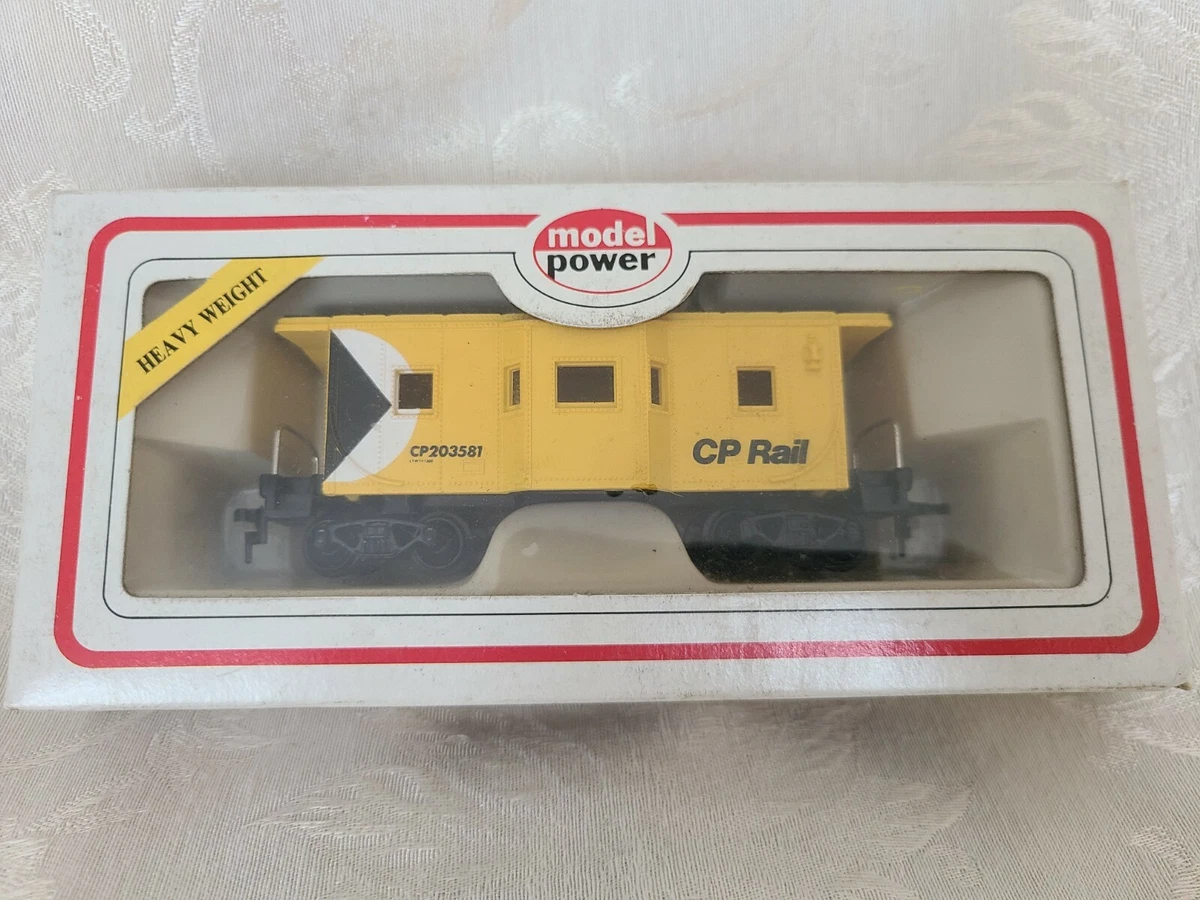 model
power
HEAVY WEIGHT
CP203581
CP Rail